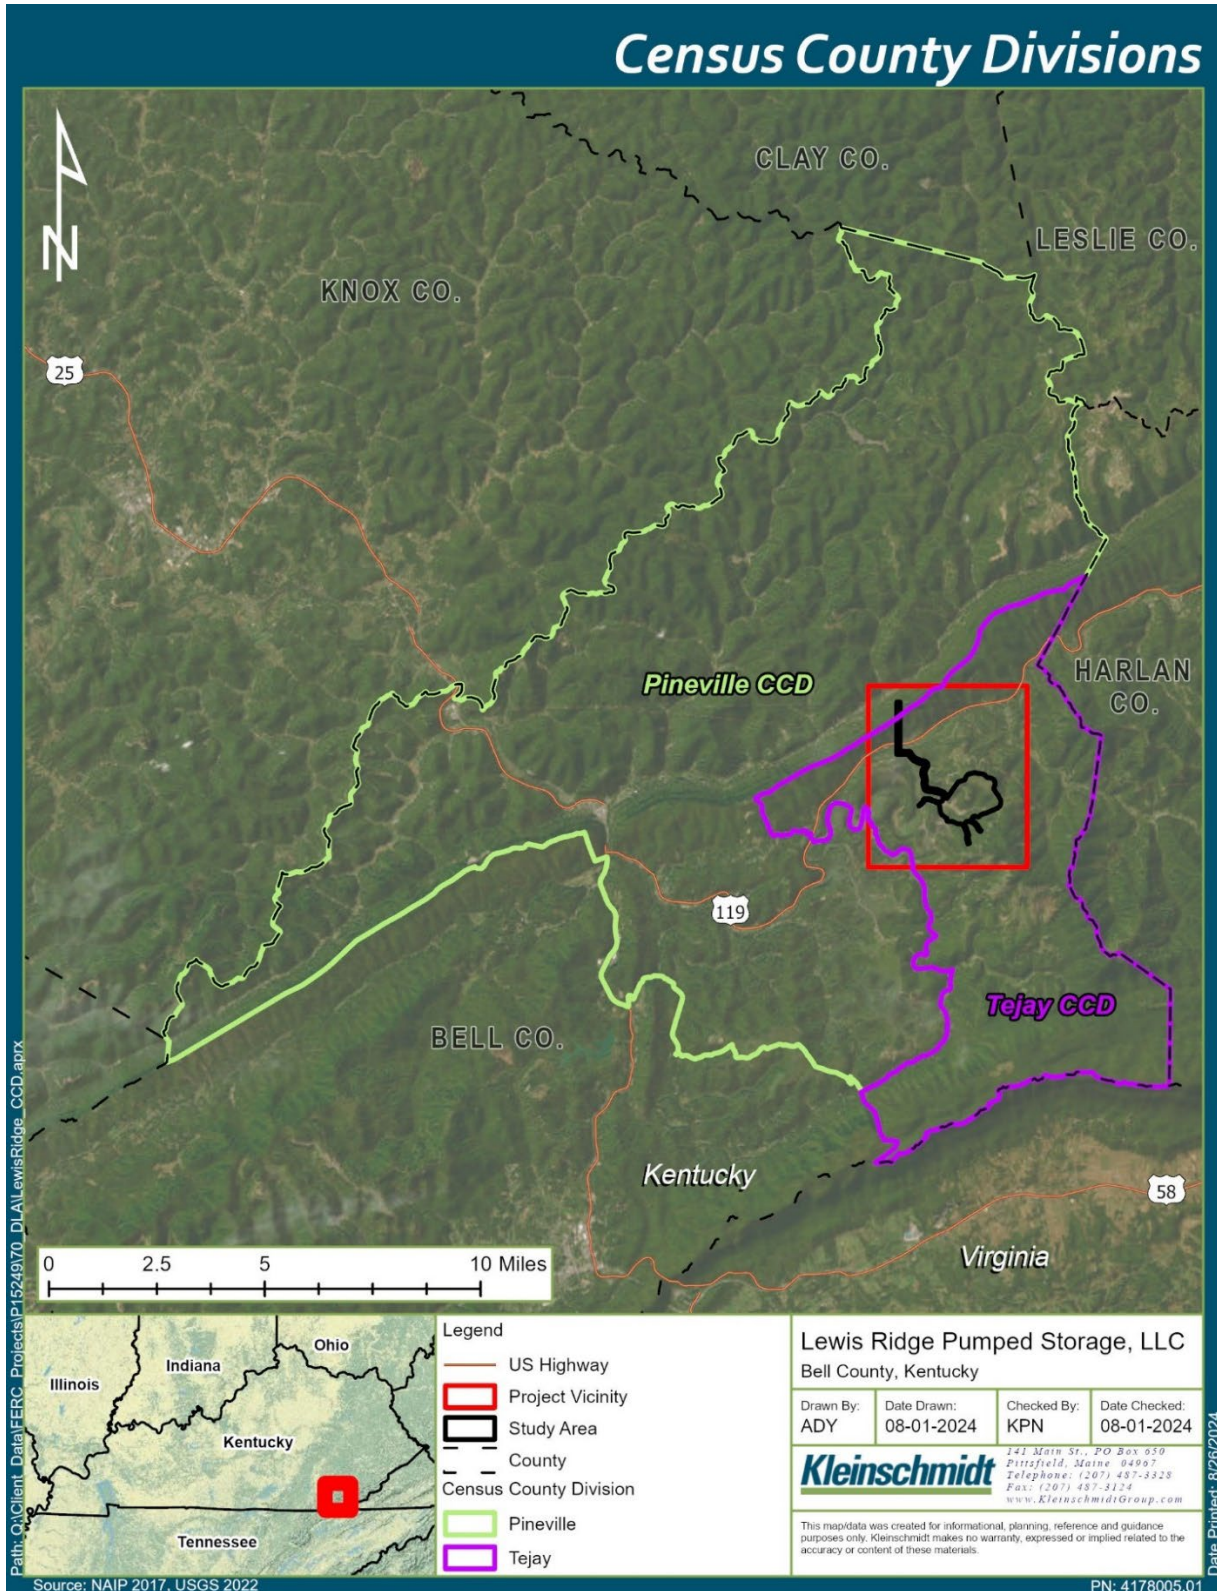 Census County Divisions
CLAY CO.
LESLIE CO.
N
KNOX CO.
25
Pineville CCD
HARLAN
CO.
119
Tejay CCD
BELL CO.
Kentucky
58
Virginia
0 2.5 5 10 Miles
Path: Q:\Client_Data\FERC_Projects\P15249\70_DLA\LewisRidge_CCD.aprx
Illinois
Indiana
Ohio
Kentucky
Tennessee
Legend
US Highway
Project Vicinity
Study Area
County
Census County Division
Pineville
Tejay
Lewis Ridge Pumped Storage, LLC
Bell County, Kentucky
Drawn By: Date Drawn: Checked By: Date Checked:
ADY 08-01-2024 KPN 08-01-2024
Kleinschmidt
141 Main St., PO Box 650
Pittsfield, Maine 04967
Telephone: (207) 487-3328
Fax: (207) 487-3124
www.KleinschmidtGroup.com
This map/data was created for informational, planning, reference and guidance
purposes only. Kleinschmidt makes no warranty, expressed or implied related to the
accuracy or content of these materials.
Date Printed: 8/26/2024
Source: NAIP 2017, USGS 2022
PN: 4178005.01